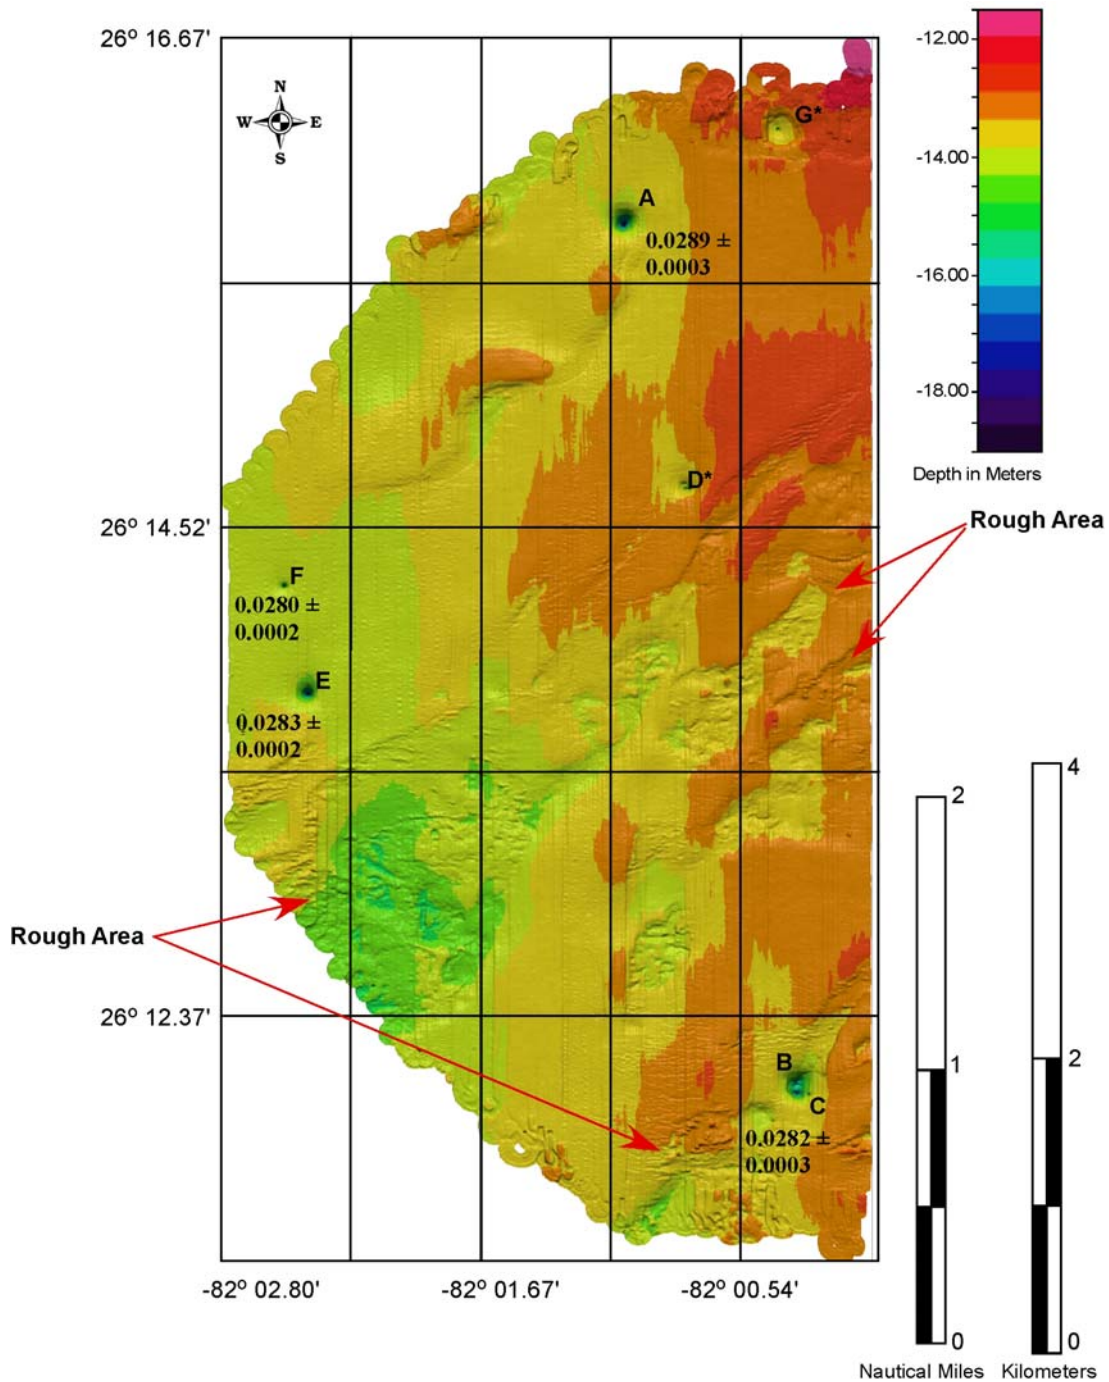 26° 16.67'
N
W E
S
G*
A
0.0289 ±
0.0003
D*
26° 14.52'
F
0.0280 ±
0.0002
E
0.0283 ±
0.0002
Rough Area
26° 12.37'
B
C
0.0282 ±
0.0003
-82° 02.80'
-82° 01.67'
-82° 00.54'
-12.00
-14.00
-16.00
-18.00
Depth in Meters
Rough Area
2
1
0
Nautical Miles
4
2
0
Kilometers